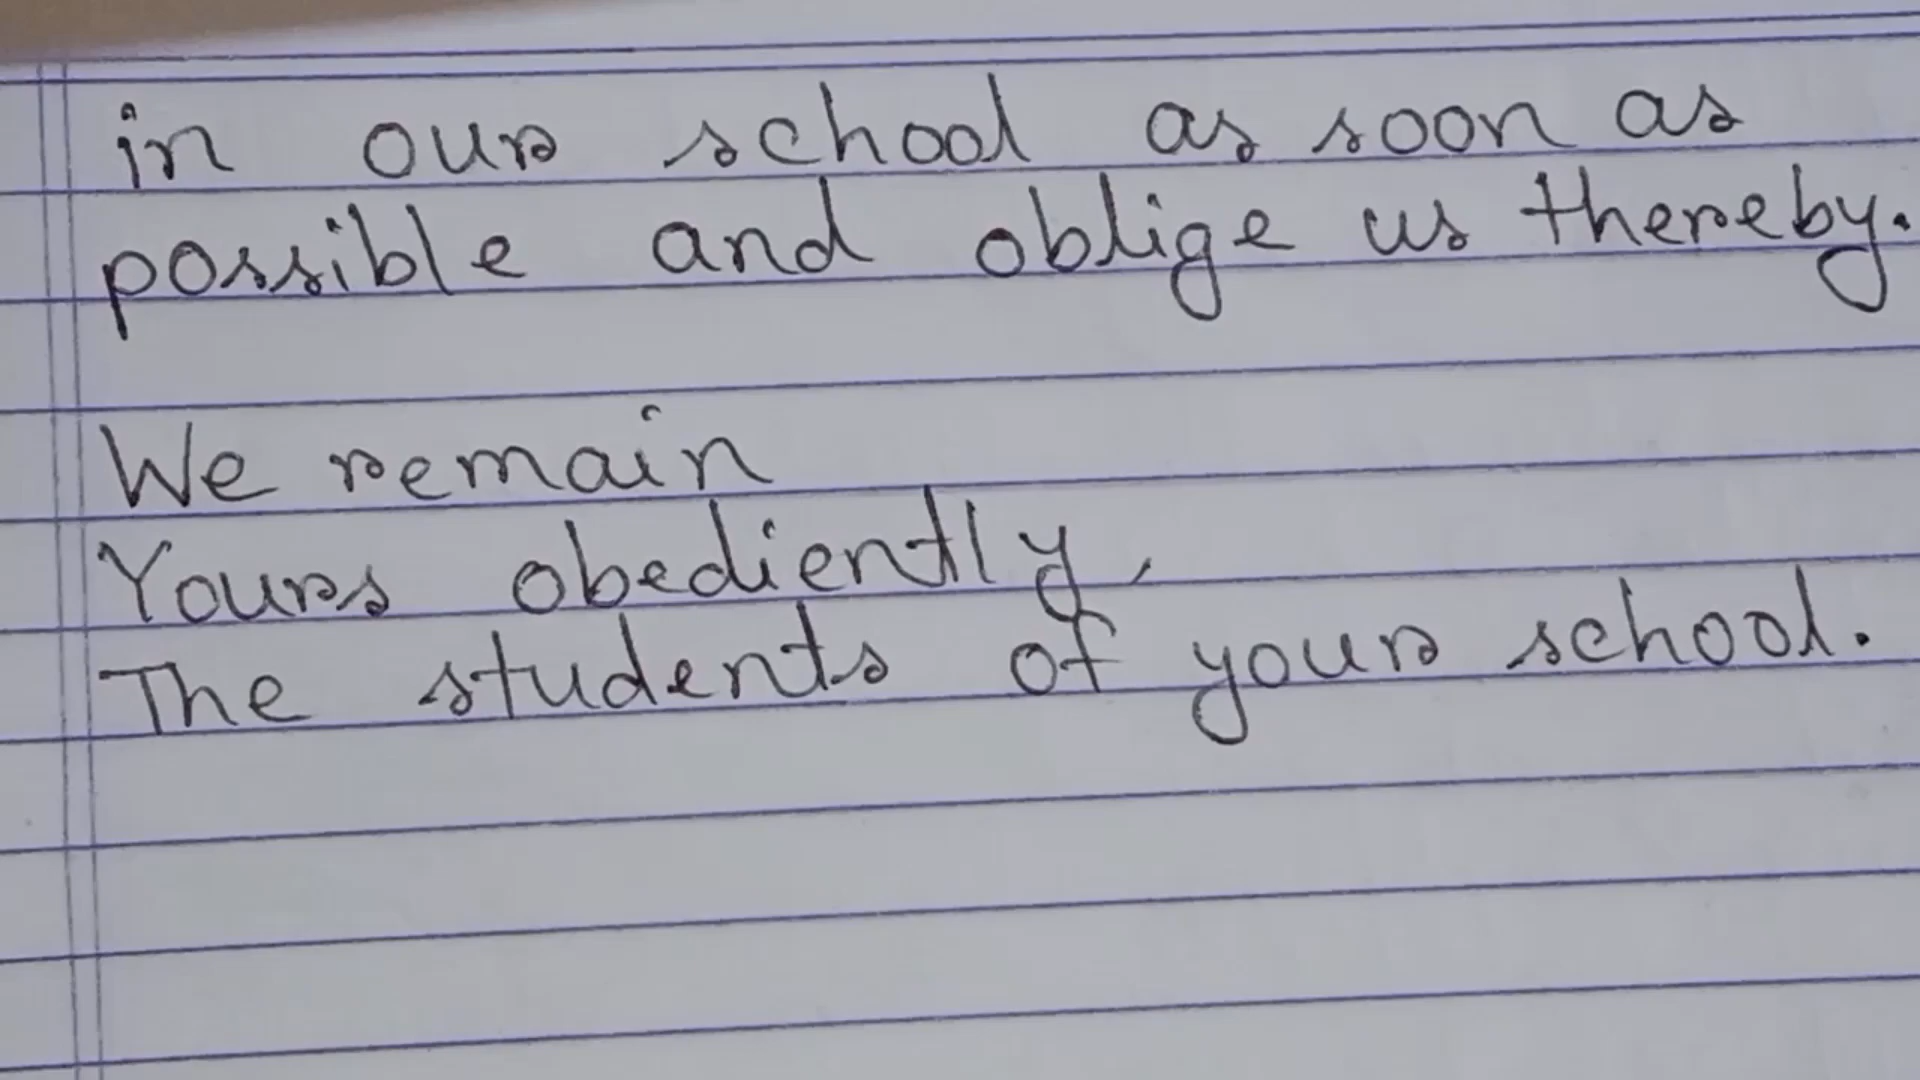 in our school as soon as
possible and oblige us thereby.
We remain
Yours obediently,
The students of your school.